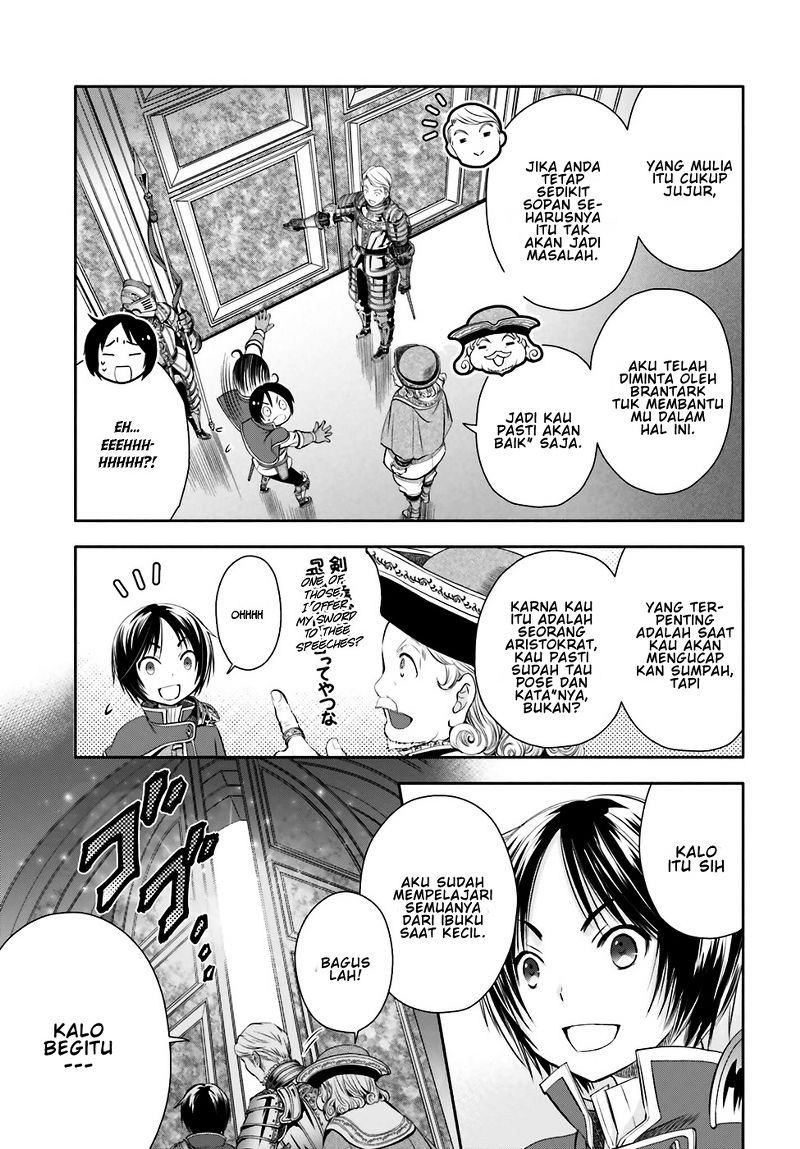 YANG MULIA
ITU CUKUP
JUJUR,
JIKA ANDA
TETAP
SEDIKIT
SOPAN SE-
HARUSNYA
ITU TAK
AKAN JADI
MASALAH.
AKU TELAH
DIMINTA OLEH
BRANTARK
TUK MEMBANTU
MU DALAM
HAL INI.
JADI KAU
PASTI AKAN
BAIK" SAJA.
EH...
EEEHHH-
HHHHH?!
YANG TER-
PENTING
ADALAH SAAT
KAU AKAN
MENGUCAP
KAN SUMPAH,
TAPI
KARNA KAU
ITU ADALAH
SEORANG
ARISTOKRAT,
KAU PASTI
SUDAH TAU
POSE DAN
KATA"NYA,
BUKAN?
剣
ONE OF
THOSE
I OFFER
MY SWORD
TO THEE
SPEECHES?
ってやつな
OHHHH
KALO
ITU SIH
AKU SUDAH
MEMPELAJARI
SEMUANYA
DARI IBUKU
SAAT KECIL.
BAGUS
LAH!
ゴゴゴ
KALO
BEGITU
---